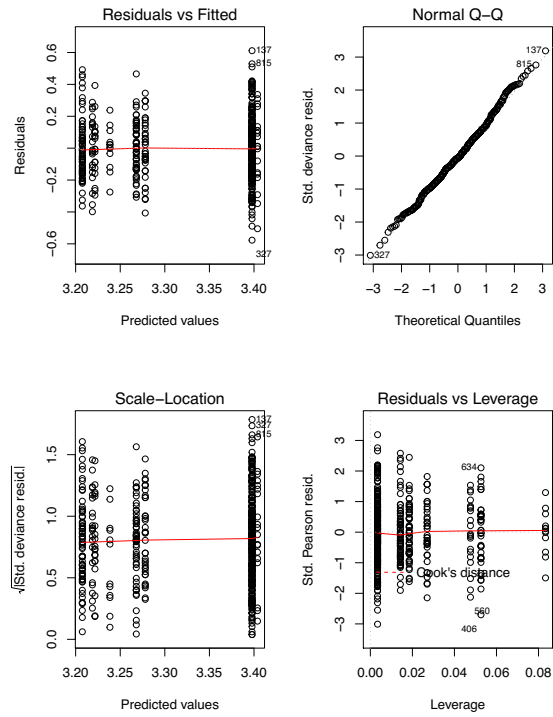 Residuals vs Fitted
Residuals
0.6
0.2
−0.2
−0.6
137
815
327
3.20 3.25 3.30 3.35 3.40
Predicted values
Normal Q−Q
Std. deviance resid.
3
2
1
0
−1
−2
−3
137
815
327
−3 −2 −1 0 1 2 3
Theoretical Quantiles
Scale−Location
√|Std. deviance resid.|
1.5
1.0
0.5
0.0
137
327
815
3.20 3.25 3.30 3.35 3.40
Predicted values
Residuals vs Leverage
Std. Pearson resid.
3
2
1
0
−1
−2
−3
634
Cook's distance
560
406
0.00 0.02 0.04 0.06 0.08
Leverage